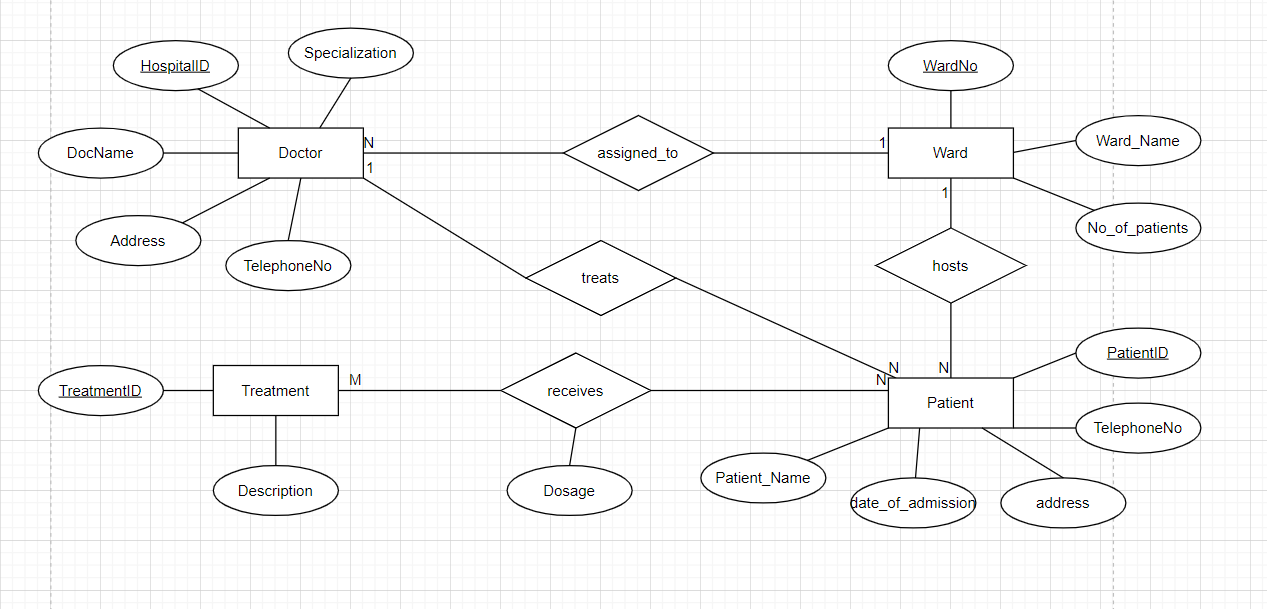 Specialization
HospitalID
WardNo
Ward_Name
DocName
Doctor
N
1
assigned_to
1
Ward
1
No_of_patients
Address
TelephoneNo
treats
hosts
PatientID
N
N
N
TreatmentID
Treatment
M
receives
Patient
TelephoneNo
Patient_Name
Description
Dosage
date_of_admission
address